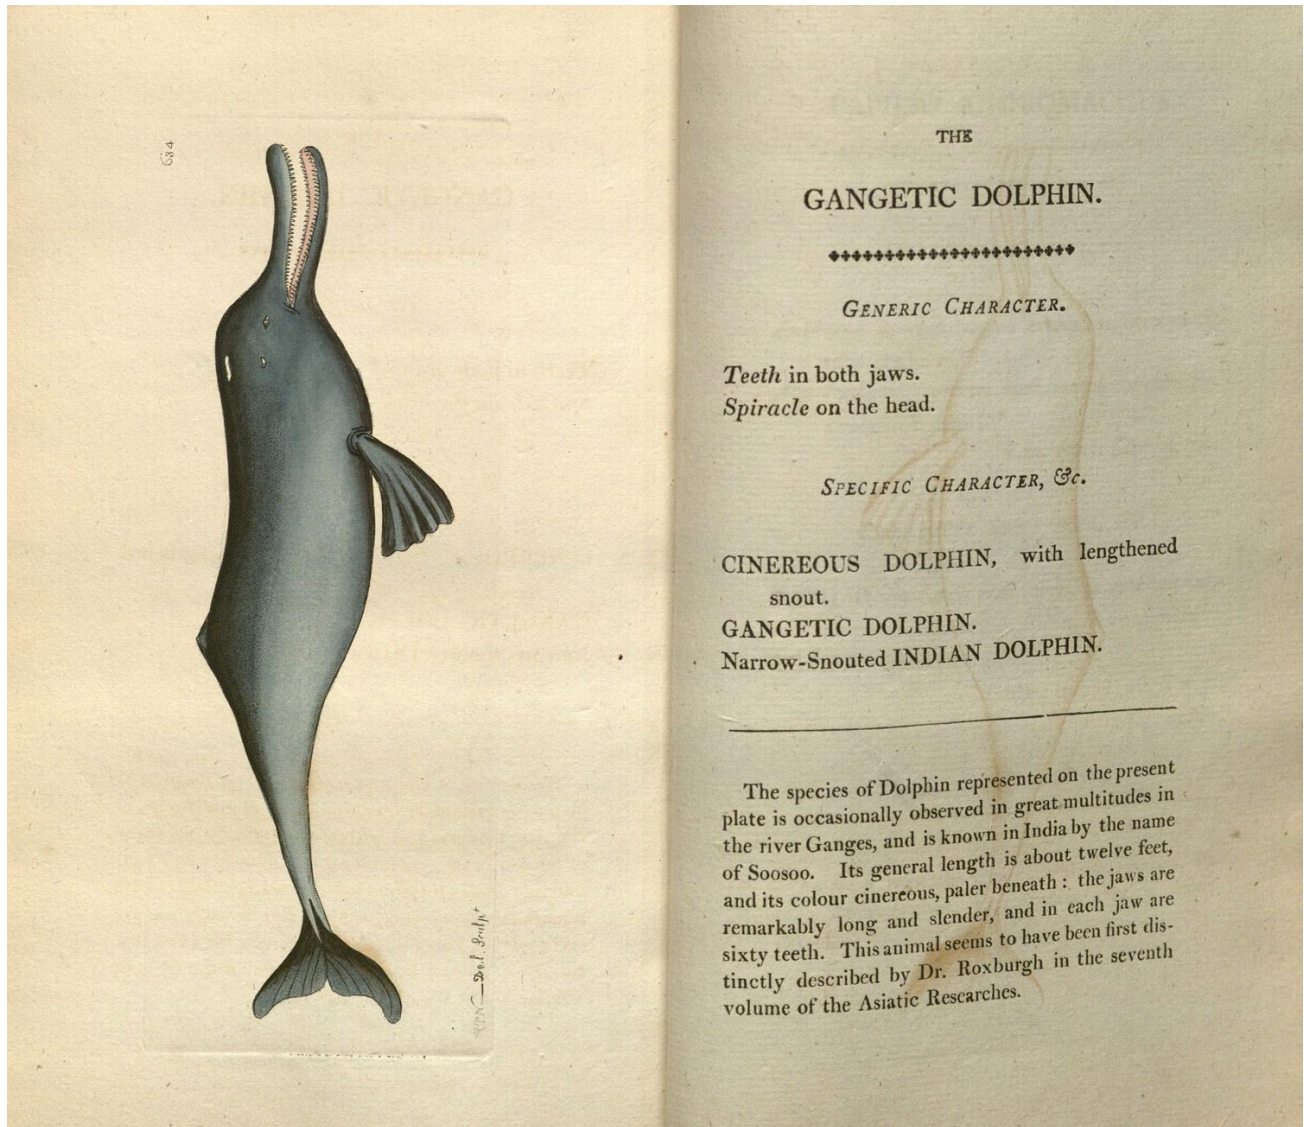 634
RPN—Del. Sculpt
THE
GANGETIC DOLPHIN.
GENERIC CHARACTER.
Teeth in both jaws.
Spiracle on the head.
SPECIFIC CHARACTER, &c.
CINEREOUS DOLPHIN, with lengthened
snout.
GANGETIC DOLPHIN.
Narrow-Snouted INDIAN DOLPHIN.
The species of Dolphin represented on the present
plate is occasionally observed in great multitudes in
the river Ganges, and is known in India by the name
of Soosoo. Its general length is about twelve feet,
and its colour cinereous, paler beneath: the jaws are
remarkably long and slender, and in each jaw are
sixty teeth. This animal seems to have been first dis-
tinctly described by Dr. Roxburgh in the seventh
volume of the Asiatic Researches.